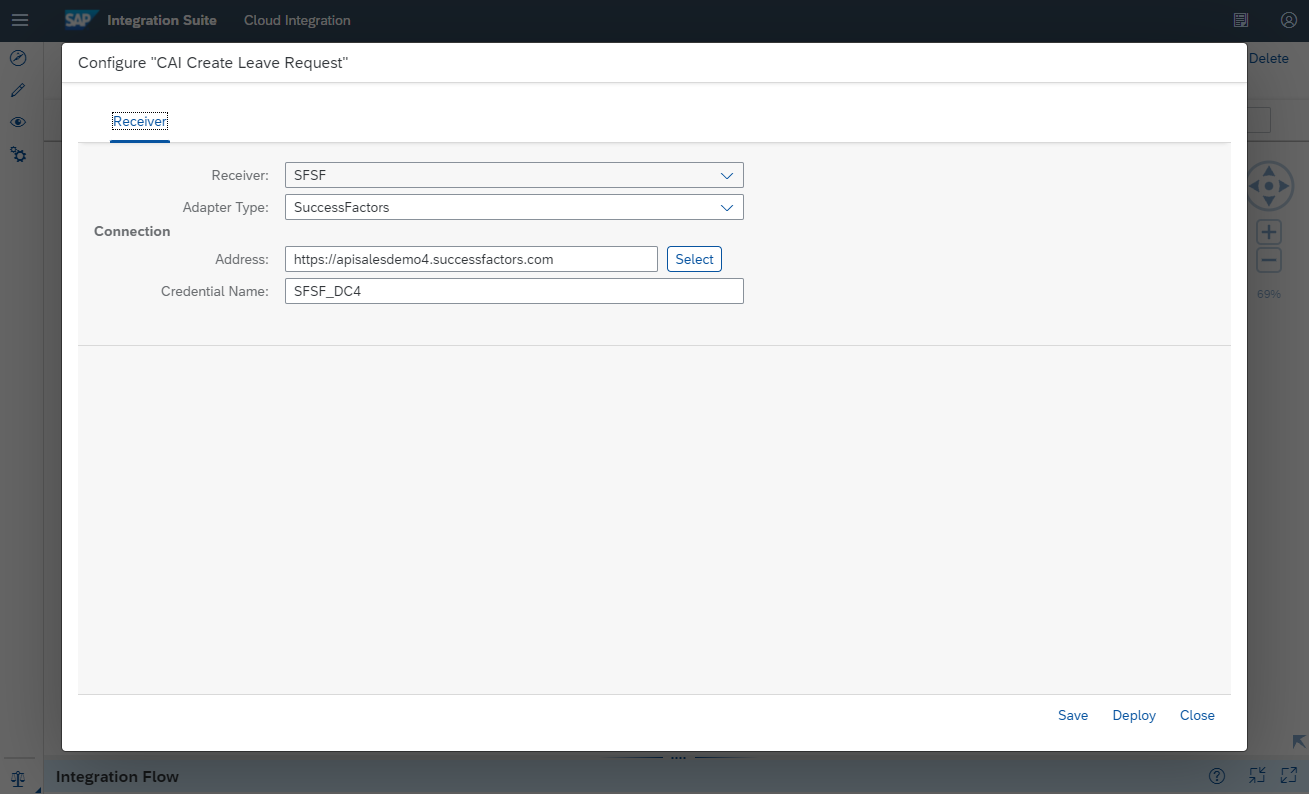 SAP Integration Suite Cloud Integration
Delete
Configure "CAI Create Leave Request"
Receiver
Receiver: SFSF
Adapter Type: SuccessFactors
Connection
Address: https://apisalesdemo4.successfactors.com Select
Credential Name: SFSF_DC4
69%
Save Deploy Close
Integration Flow